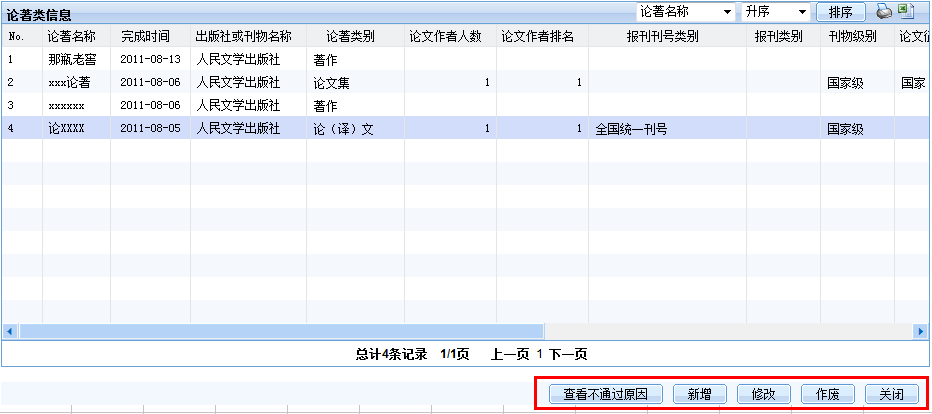 论著类信息 论著名称 升序 排序
No. 论著名称 完成时间 出版社或刊物名称 论著类别 论文作者人数 论文作者排名 报刊刊号类别 报刊类别 刊物级别
1 那瓶老窖 2011-08-13 人民文学出版社 著作
2 xxx论著 2011-08-06 人民文学出版社 论文集 1 1 国家级 国家
3 xxxxxx 2011-08-06 人民文学出版社 著作
4 论XXXX 2011-08-05 人民文学出版社 论（译）文 1 1 全国统一刊号 国家级
总计4条记录 1/1页 上一页 1 下一页
查看不通过原因 新增 修改 作废 关闭